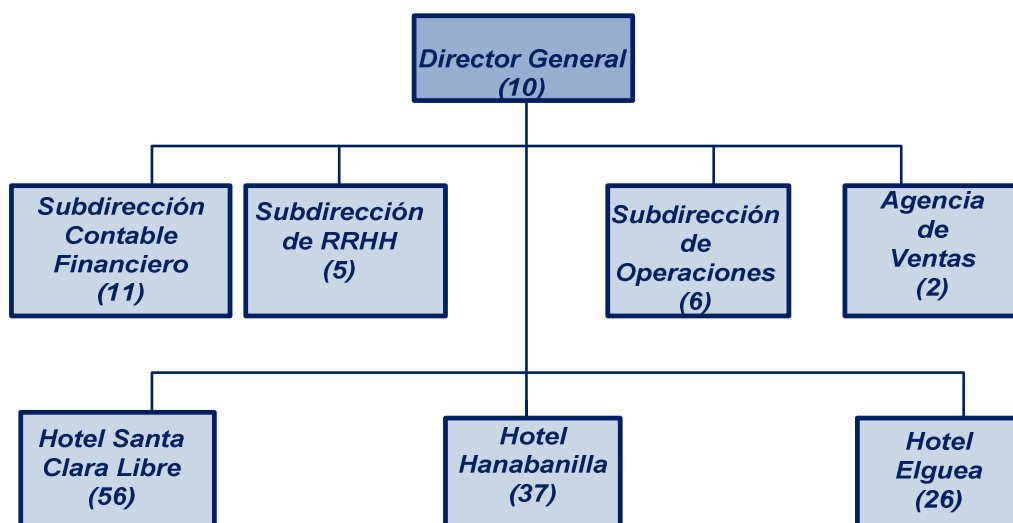 Director General
(10)
Subdirección
Contable
Financiero
(11)
Subdirección
de RRHH
(5)
Subdirección
de
Operaciones
(6)
Agencia
de
Ventas
(2)
Hotel Santa
Clara Libre
(56)
Hotel
Hanabanilla
(37)
Hotel
Elguea
(26)